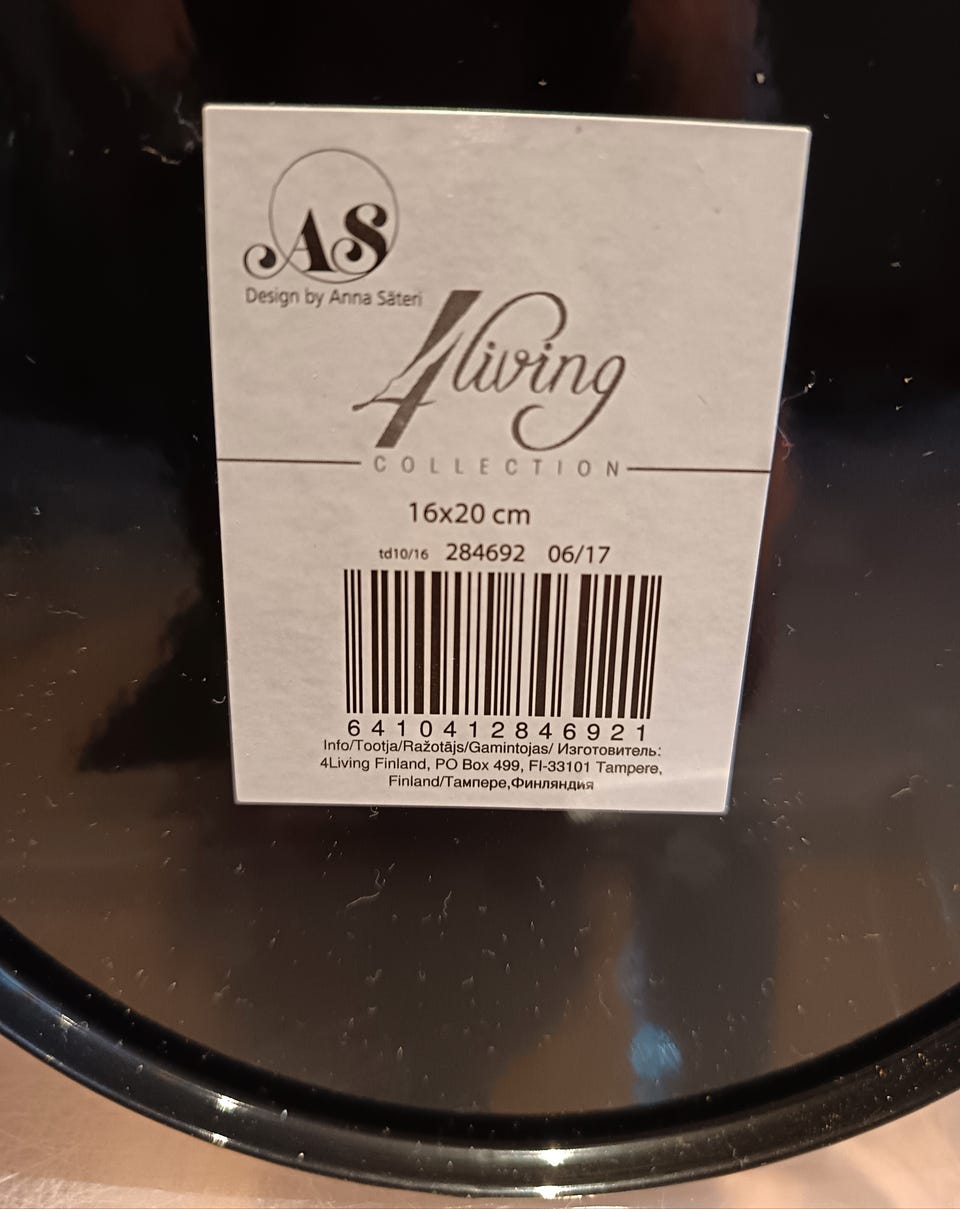 AS
Design by Anna Säteri
4living
COLLECTION
16x20 cm
td10/16 284692 06/17
6410412846921
Info/Tootja/Ražotājs/Gamintojas/ Изготовитель:
4Living Finland, PO Box 499, FI-33101 Tampere,
Finland/Тампере,Финляндия